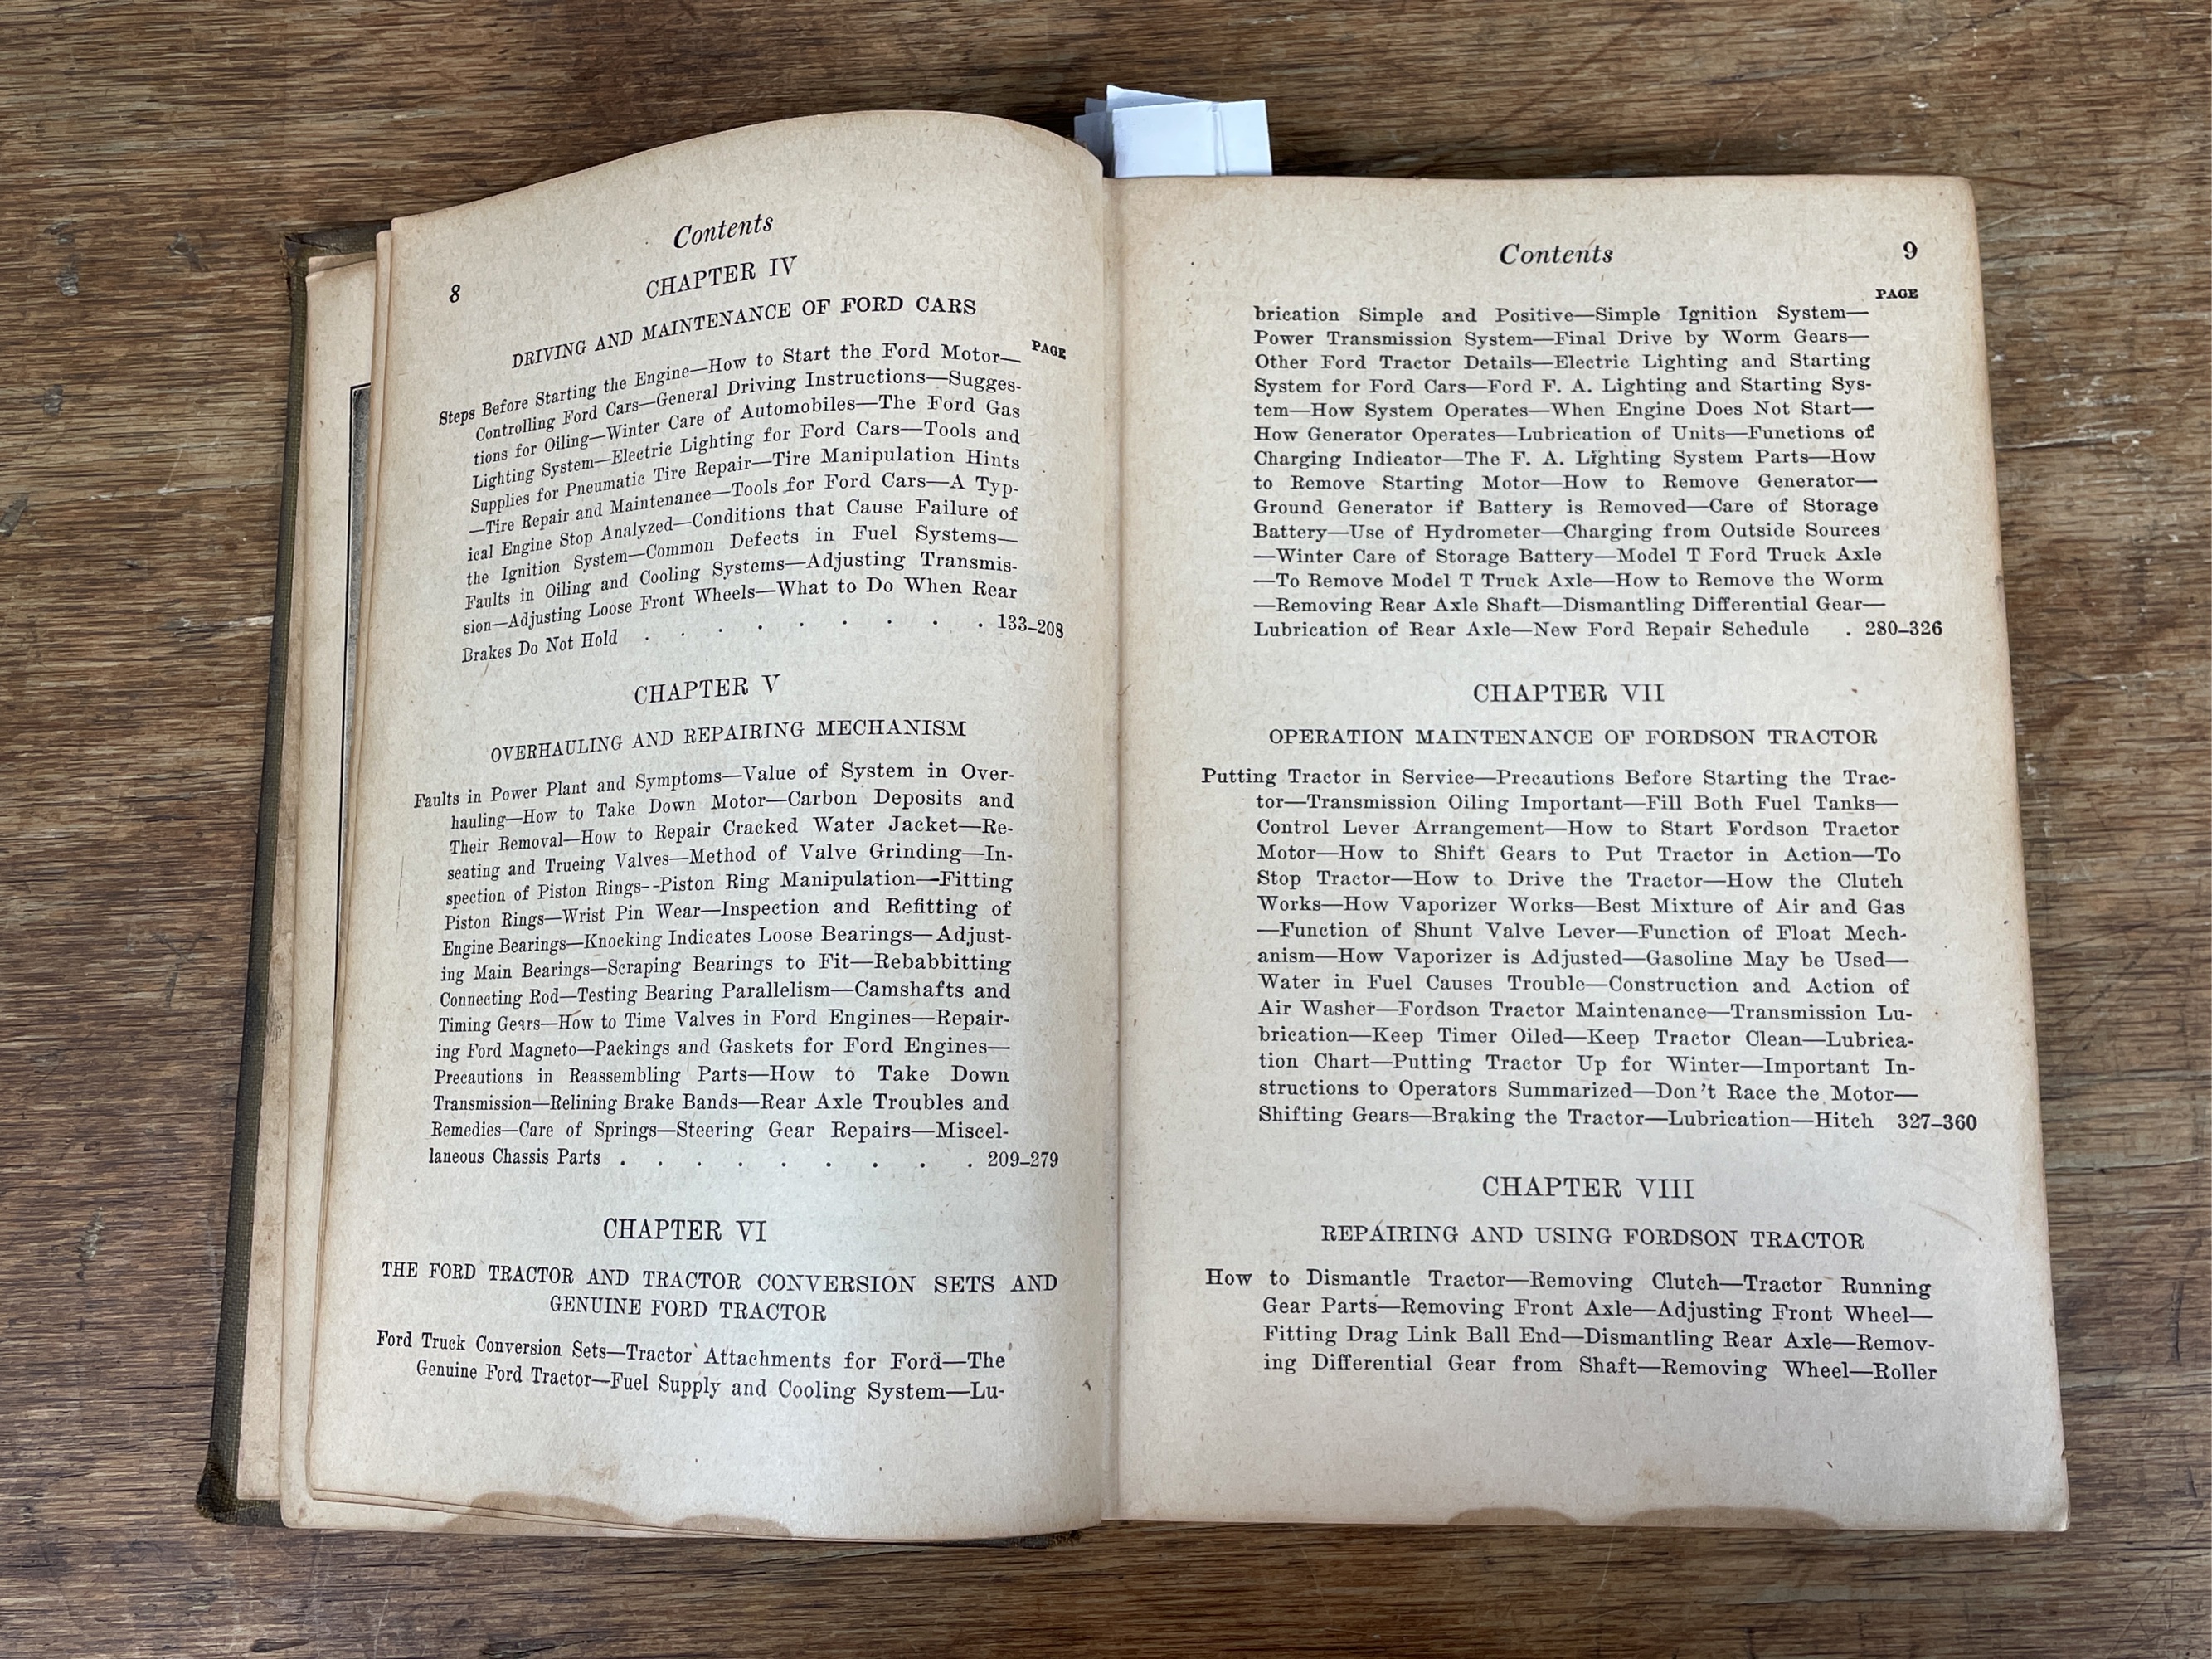 8
Contents
CHAPTER IV
DRIVING AND MAINTENANCE OF FORD CARS
PAGE
Steps Before Starting the Engine—How to Start the Ford Motor—
Controlling Ford Cars—General Driving Instructions—Sugges-
tions for Oiling—Winter Care of Automobiles—The Ford Gas
Lighting System—Electric Lighting for Ford Cars—Tools and
Supplies for Pneumatic Tire Repair—Tire Manipulation Hints
—Tire Repair and Maintenance—Tools for Ford Cars—A Typ-
ical Engine Stop Analyzed—Conditions that Cause Failure of
the Ignition System—Common Defects in Fuel Systems—
Faults in Oiling and Cooling Systems—Adjusting Transmis-
sion—Adjusting Loose Front Wheels—What to Do When Rear
Brakes Do Not Hold . . . . . . . . . . 133–208
CHAPTER V
OVERHAULING AND REPAIRING MECHANISM
Faults in Power Plant and Symptoms—Value of System in Over-
hauling—How to Take Down Motor—Carbon Deposits and
Their Removal—How to Repair Cracked Water Jacket—Re-
seating and Trueing Valves—Method of Valve Grinding—In-
spection of Piston Rings--Piston Ring Manipulation—Fitting
Piston Rings—Wrist Pin Wear—Inspection and Refitting of
Engine Bearings—Knocking Indicates Loose Bearings—Adjust-
ing Main Bearings—Scraping Bearings to Fit—Rebabbitting
Connecting Rod—Testing Bearing Parallelism—Camshafts and
Timing Gears—How to Time Valves in Ford Engines—Repair-
ing Ford Magneto—Packings and Gaskets for Ford Engines—
Precautions in Reassembling Parts—How to Take Down
Transmission—Relining Brake Bands—Rear Axle Troubles and
Remedies—Care of Springs—Steering Gear Repairs—Miscel-
laneous Chassis Parts . . . . . . . . . 209–279
CHAPTER VI
THE FORD TRACTOR AND TRACTOR CONVERSION SETS AND
GENUINE FORD TRACTOR
Ford Truck Conversion Sets—Tractor Attachments for Ford—The
Genuine Ford Tractor—Fuel Supply and Cooling System—Lu-
Contents
9
PAGE
brication Simple and Positive—Simple Ignition System—
Power Transmission System—Final Drive by Worm Gears—
Other Ford Tractor Details—Electric Lighting and Starting
System for Ford Cars—Ford F. A. Lighting and Starting Sys-
tem—How System Operates—When Engine Does Not Start—
How Generator Operates—Lubrication of Units—Functions of
Charging Indicator—The F. A. Lighting System Parts—How
to Remove Starting Motor—How to Remove Generator—
Ground Generator if Battery is Removed—Care of Storage
Battery—Use of Hydrometer—Charging from Outside Sources
—Winter Care of Storage Battery—Model T Ford Truck Axle
—To Remove Model T Truck Axle—How to Remove the Worm
—Removing Rear Axle Shaft—Dismantling Differential Gear—
Lubrication of Rear Axle—New Ford Repair Schedule . 280–326
CHAPTER VII
OPERATION MAINTENANCE OF FORDSON TRACTOR
Putting Tractor in Service—Precautions Before Starting the Trac-
tor—Transmission Oiling Important—Fill Both Fuel Tanks—
Control Lever Arrangement—How to Start Fordson Tractor
Motor—How to Shift Gears to Put Tractor in Action—To
Stop Tractor—How to Drive the Tractor—How the Clutch
Works—How Vaporizer Works—Best Mixture of Air and Gas
—Function of Shunt Valve Lever—Function of Float Mech-
anism—How Vaporizer is Adjusted—Gasoline May be Used—
Water in Fuel Causes Trouble—Construction and Action of
Air Washer—Fordson Tractor Maintenance—Transmission Lu-
brication—Keep Timer Oiled—Keep Tractor Clean—Lubrica-
tion Chart—Putting Tractor Up for Winter—Important In-
structions to Operators Summarized—Don't Race the Motor—
Shifting Gears—Braking the Tractor—Lubrication—Hitch 327–360
CHAPTER VIII
REPAIRING AND USING FORDSON TRACTOR
How to Dismantle Tractor—Removing Clutch—Tractor Running
Gear Parts—Removing Front Axle—Adjusting Front Wheel—
Fitting Drag Link Ball End—Dismantling Rear Axle—Remov-
ing Differential Gear from Shaft—Removing Wheel—Roller